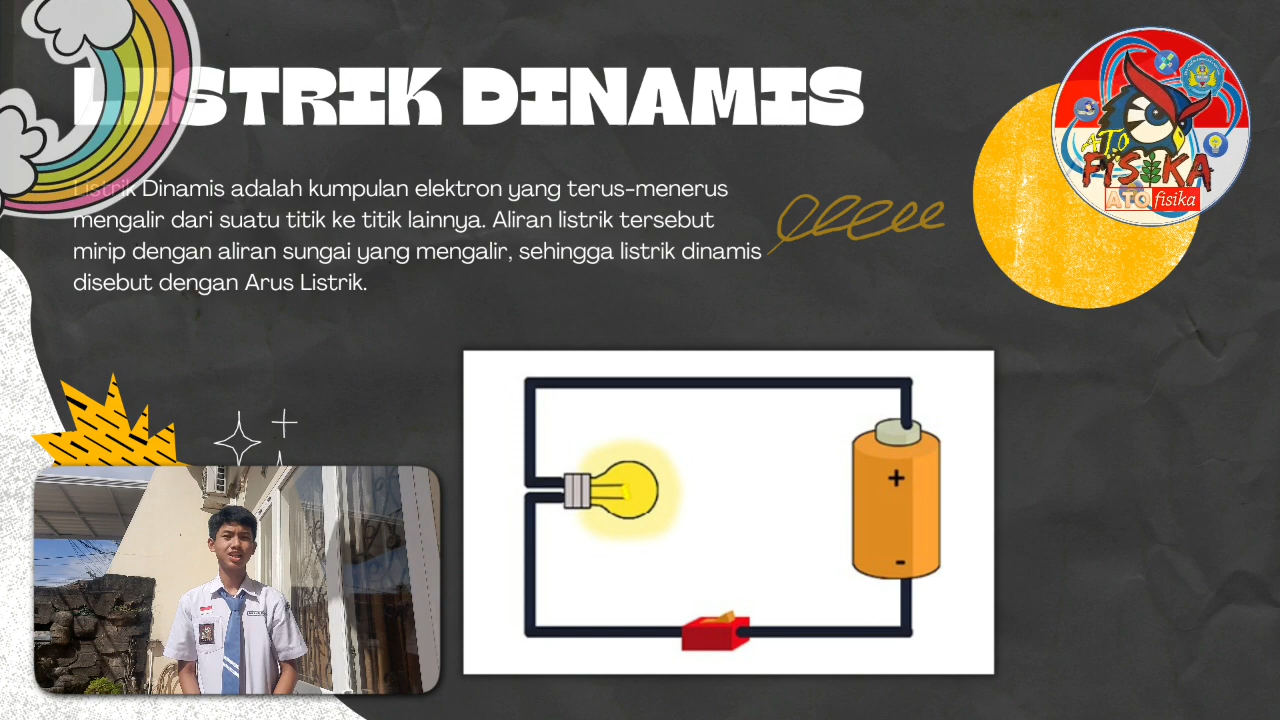 LISTRIK DINAMIS
Listrik Dinamis adalah kumpulan elektron yang terus-menerus
mengalir dari suatu titik ke titik lainnya. Aliran listrik tersebut
mirip dengan aliran sungai yang mengalir, sehingga listrik dinamis
disebut dengan Arus Listrik.
ATO
FISIKA
ATO fisika
+
-